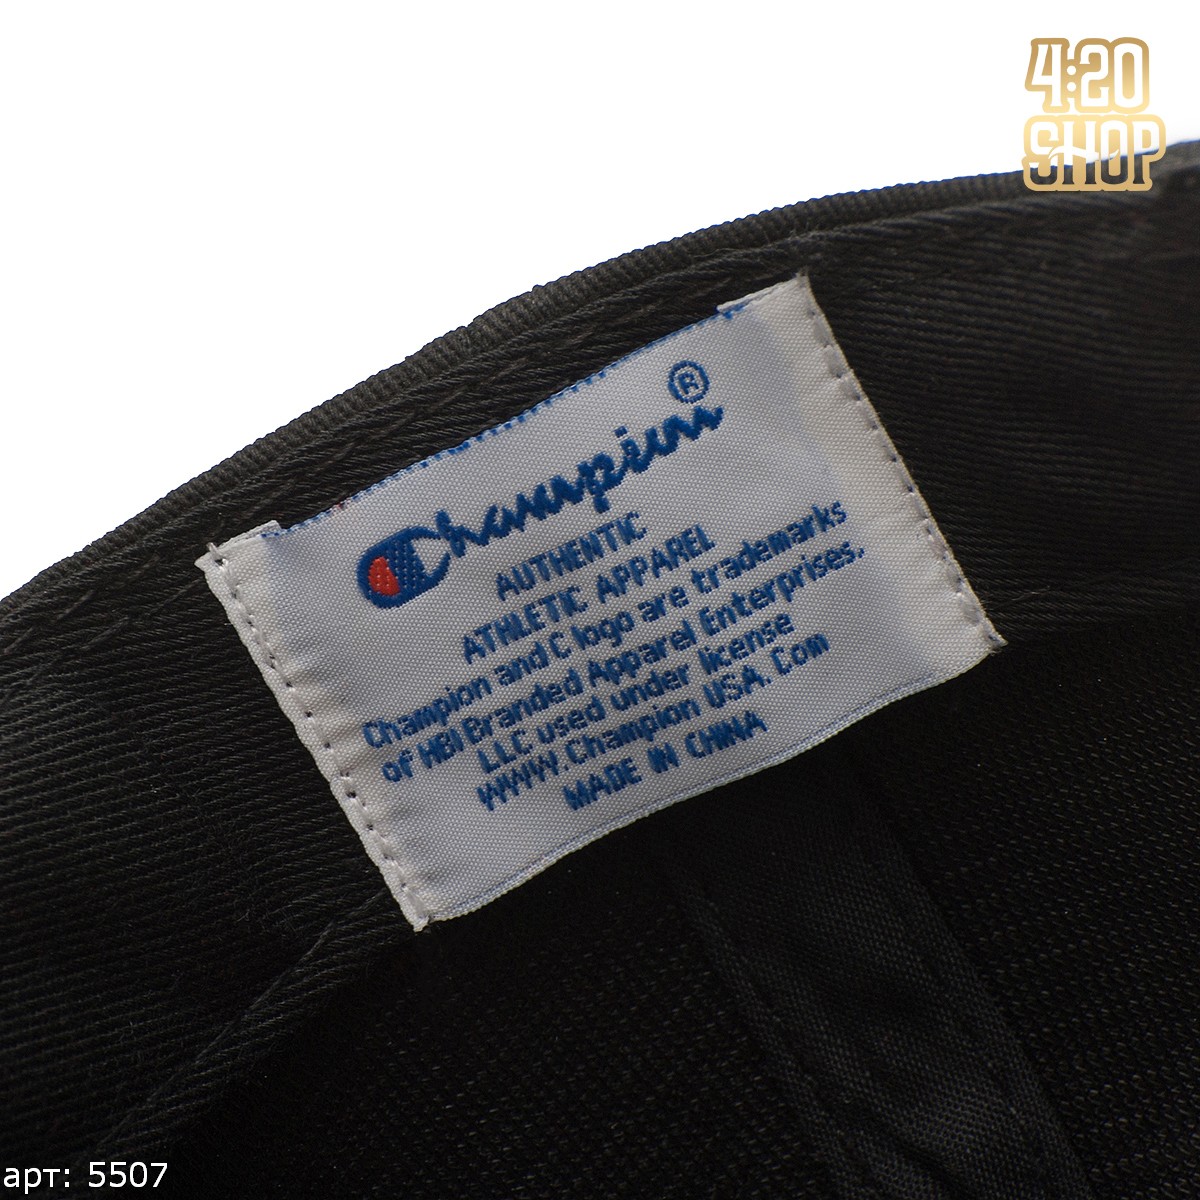 4:20
SHOP
Champion®
AUTHENTIC
ATHLETIC APPAREL
Champion and C logo are trademarks
of HBI Branded Apparel Enterprises,
LLC used under license
WWW.Champion USA. Com
MADE IN CHINA
арт: 5507